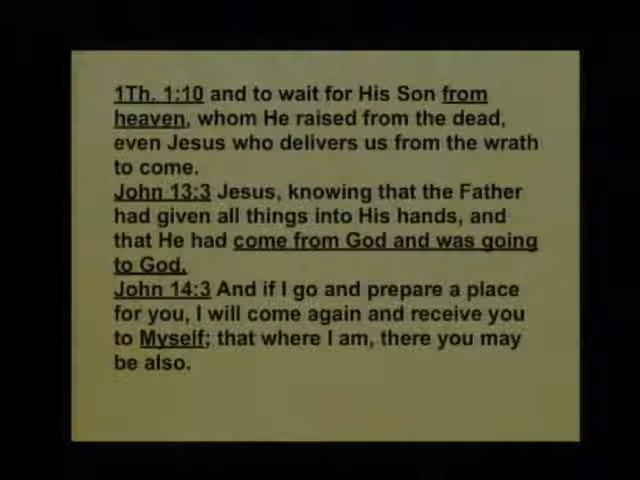 1Th. 1:10 and to wait for His Son from
heaven, whom He raised from the dead,
even Jesus who delivers us from the wrath
to come.
John 13:3 Jesus, knowing that the Father
had given all things into His hands, and
that He had come from God and was going
to God.
John 14:3 And if I go and prepare a place
for you, I will come again and receive you
to Myself; that where I am, there you may
be also.